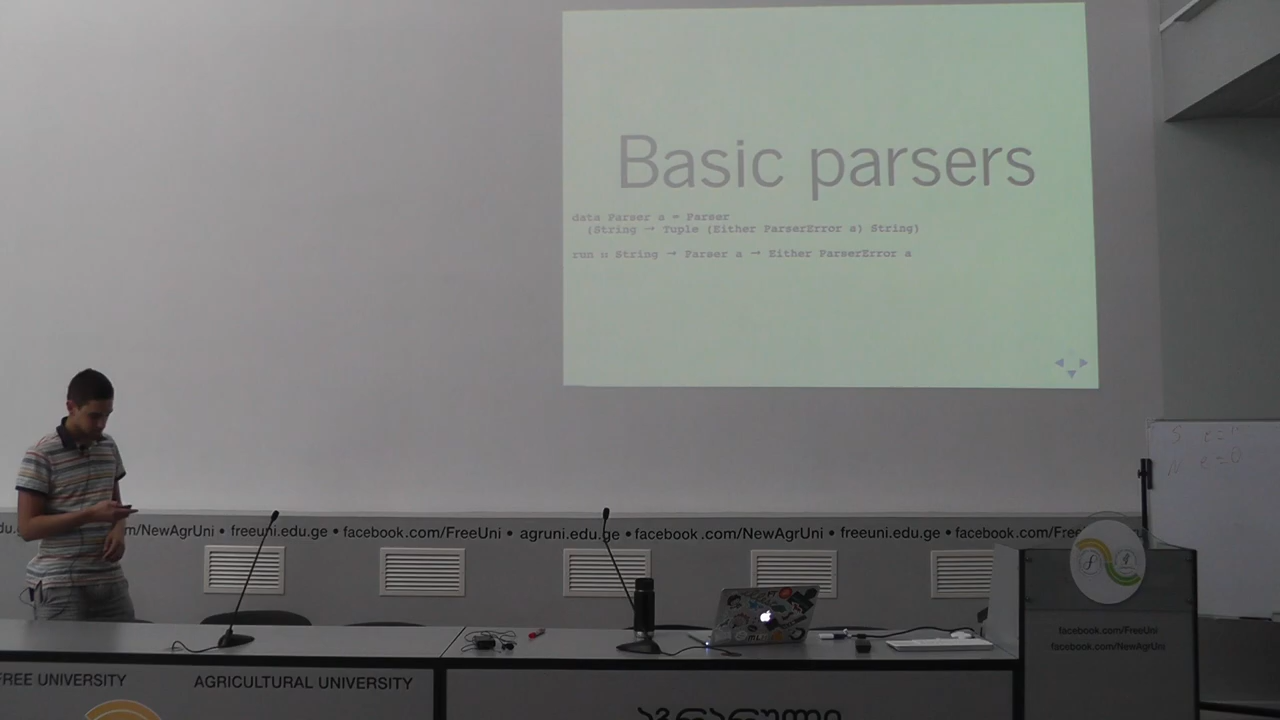 Basic parsers
data Parser a = Parser
(String → Tuple (Either ParserError a) String)
run :: String → Parser a → Either ParserError a
edu. m/NewAgrUni • freeuni.edu.ge • facebook.com/FreeUni • agruni.edu.ge • facebook.com/NewAgrUni • freeuni.edu.ge • facebook.com/Free
facebook.com/FreeUni
facebook.com/NewAgrUni
FREE UNIVERSITY
AGRICULTURAL UNIVERSITY